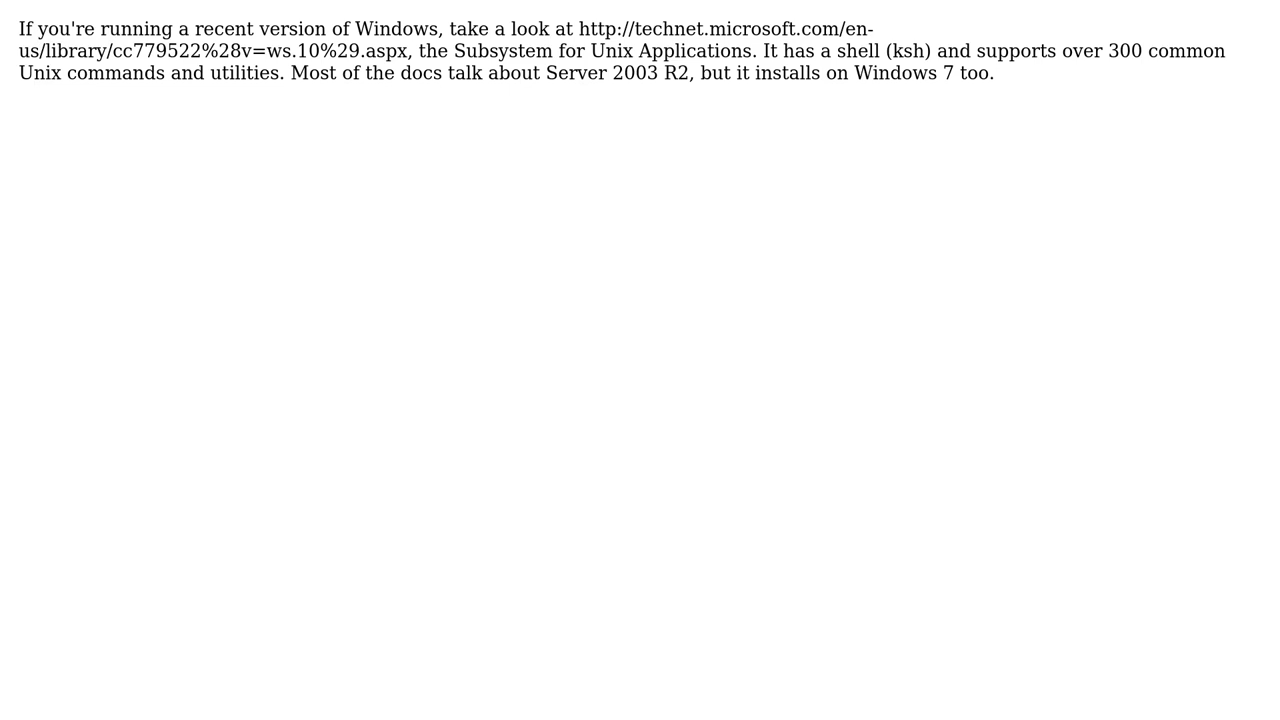 If you're running a recent version of Windows, take a look at http://technet.microsoft.com/en-
us/library/cc779522%28v=ws.10%29.aspx, the Subsystem for Unix Applications. It has a shell (ksh) and supports over 300 common
Unix commands and utilities. Most of the docs talk about Server 2003 R2, but it installs on Windows 7 too.